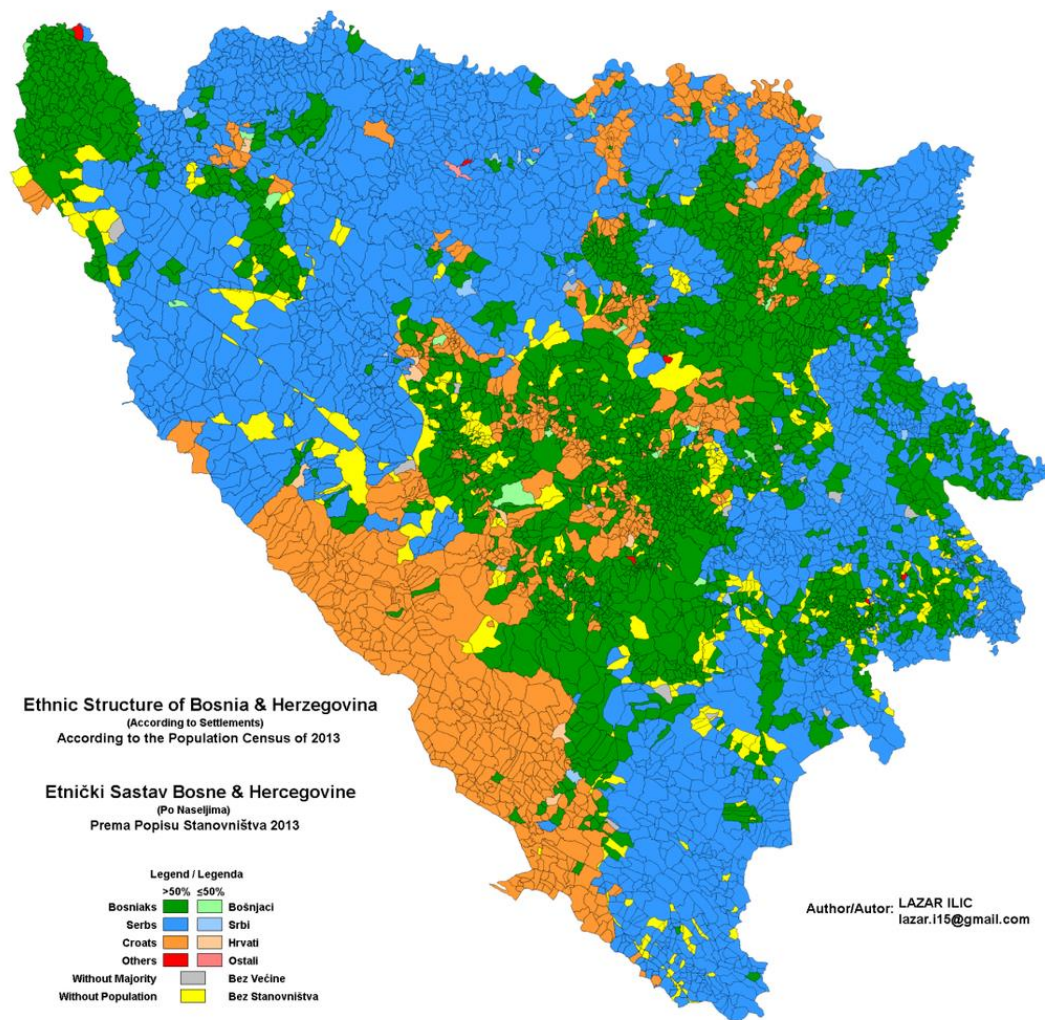 Ethnic Structure of Bosnia & Herzegovina
(According to Settlements)
According to the Population Census of 2013
Etnički Sastav Bosne & Hercegovine
(Po Naseljima)
Prema Popisu Stanovništva 2013
Legend / Legenda
>50% ≤50%
Bosniaks Bošnjaci
Serbs Srbi
Croats Hrvati
Others Ostali
Without Majority Bez Većine
Without Population Bez Stanovništva
Author/Autor: LAZAR ILIC
lazar.i15@gmail.com